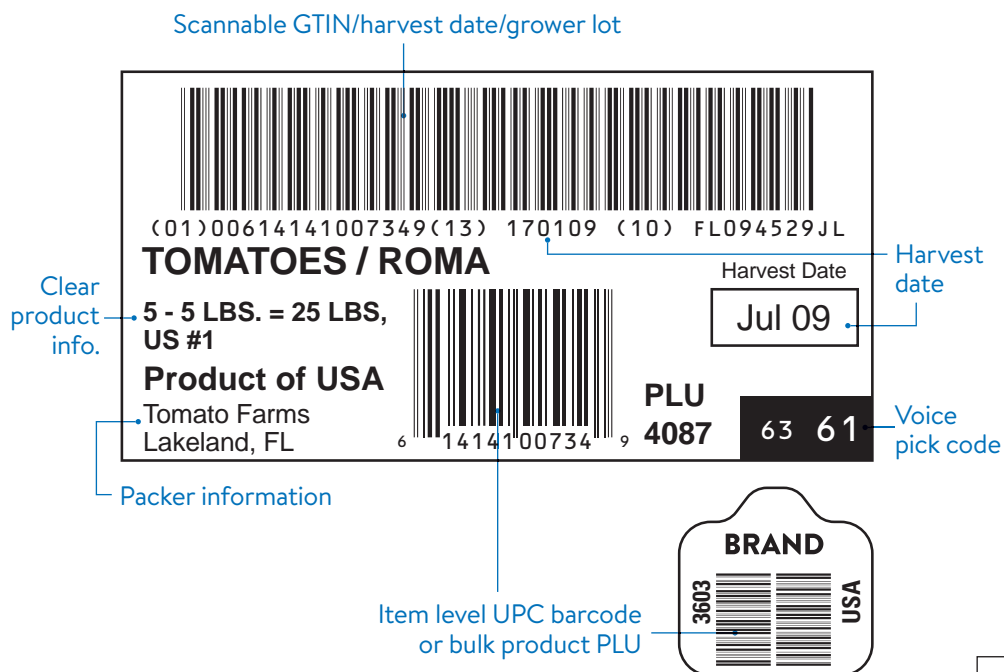 Scannable GTIN/harvest date/grower lot
(01)00614141007349(13) 170109 (10) FL094529JL
TOMATOES / ROMA
Harvest Date
Jul 09
Harvest
date
Clear
product
info.
5 - 5 LBS. = 25 LBS,
US #1
Product of USA
Tomato Farms
Lakeland, FL
6 14141 00734 9
PLU
4087
63 61
Voice
pick code
Packer information
BRAND
3603
USA
Item level UPC barcode
or bulk product PLU